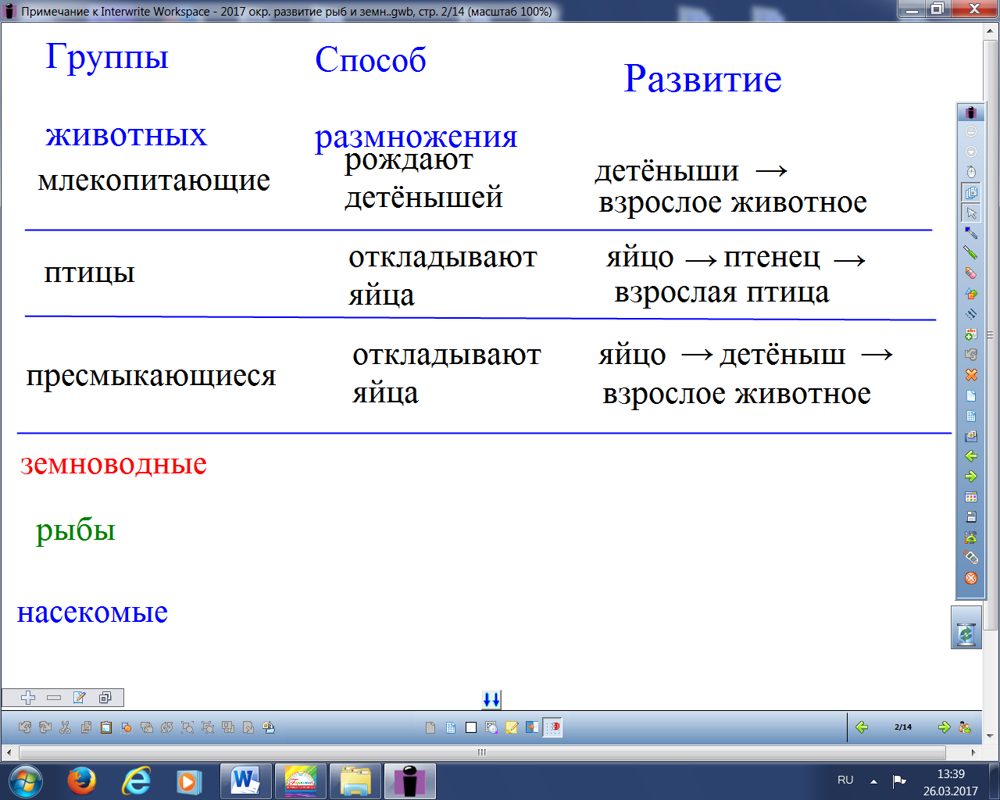 Примечание к Interwrite Workspace - 2017 окр. развитие рыб и земн..gwb, стр. 2/14 (масштаб 100%)
Группы
животных
Способ
размножения
Развитие
млекопитающие
рождают
детёнышей
детёныши →
взрослое животное
птицы
откладывают
яйца
яйцо → птенец →
взрослая птица
пресмыкающиеся
откладывают
яйца
яйцо → детёныш →
взрослое животное
земноводные
рыбы
насекомые
2/14
RU
13:39
26.03.2017